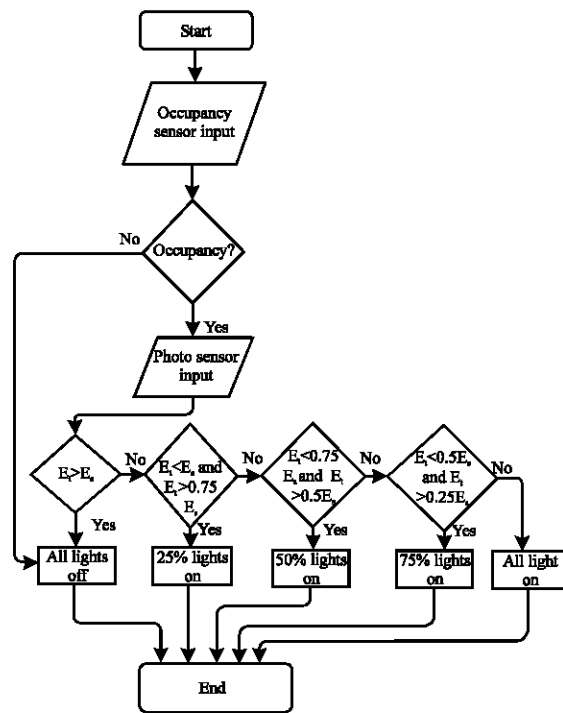 Start
Occupancy
sensor input
No
Occupancy?
Yes
Photo sensor
input
Eₜ>Eₛ
No
Eₜ<Eₛ and
Eₜ>0.75
Eₛ
No
Eₜ<0.75
Eₛ and Eₜ
>0.5Eₛ
No
Eₜ<0.5Eₛ
and Eₜ
>0.25Eₛ
No
Yes
Yes
Yes
Yes
All lights
off
25% lights
on
50% lights
on
75% lights
on
All light
on
End